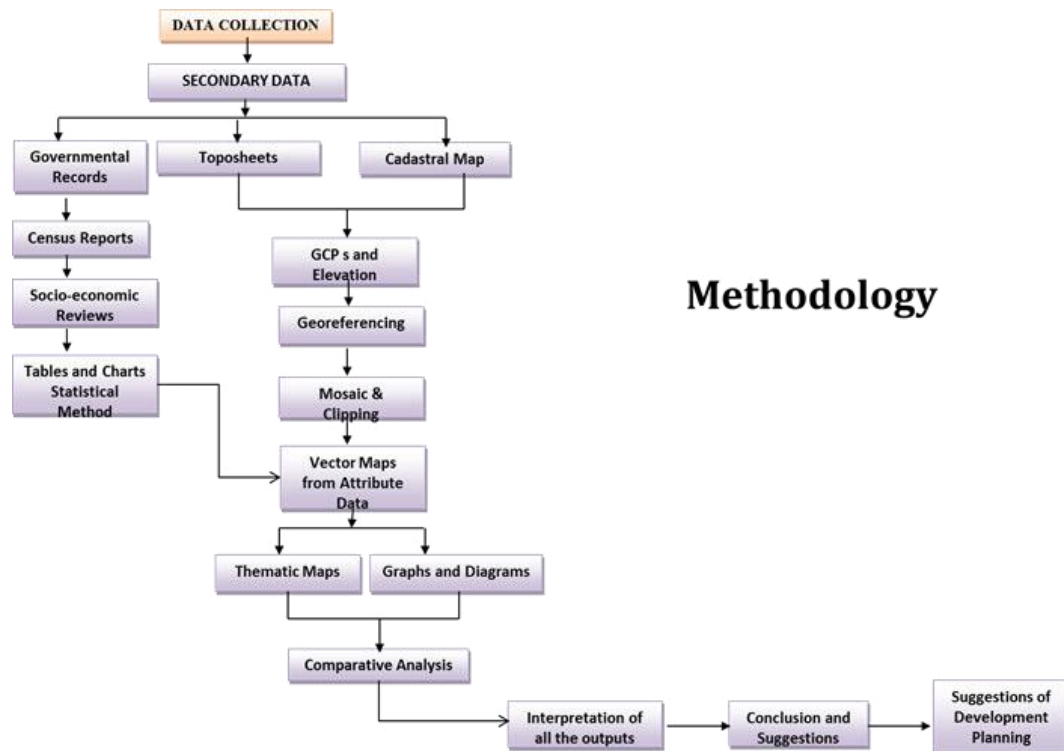 DATA COLLECTION
SECONDARY DATA
Governmental
Records
Toposheets
Cadastral Map
Census Reports
GCP s and
Elevation
Socio-economic
Reviews
Georeferencing
Methodology
Tables and Charts
Statistical
Method
Mosaic &
Clipping
Vector Maps
from Attribute
Data
Thematic Maps
Graphs and Diagrams
Comparative Analysis
Interpretation of
all the outputs
Conclusion and
Suggestions
Suggestions of
Development
Planning